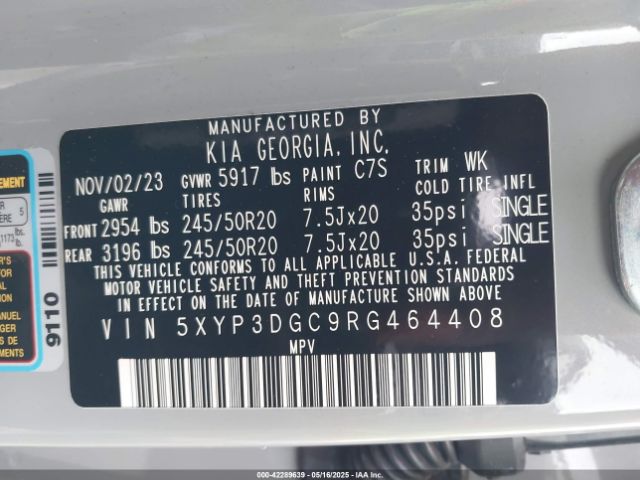 MANUFACTURED BY
KIA GEORGIA, INC.
NOV/02/23 GVWR 5917 lbs PAINT C7S TRIM WK
GAWR TIRES RIMS COLD TIRE INFL
FRONT 2954 lbs 245/50R20 7.5Jx20 35psi SINGLE
REAR 3196 lbs 245/50R20 7.5Jx20 35psi SINGLE
THIS VEHICLE CONFORMS TO ALL APPLICABLE U.S.A. FEDERAL
MOTOR VEHICLE SAFETY AND THEFT PREVENTION STANDARDS
IN EFFECT ON THE DATE OF MANUFACTURE SHOWN ABOVE.
VIN 5XYP3DGC9RG464408
MPV
5
1173 lbs.
9110
000-42289639 - 05/16/2025 - IAA Inc.